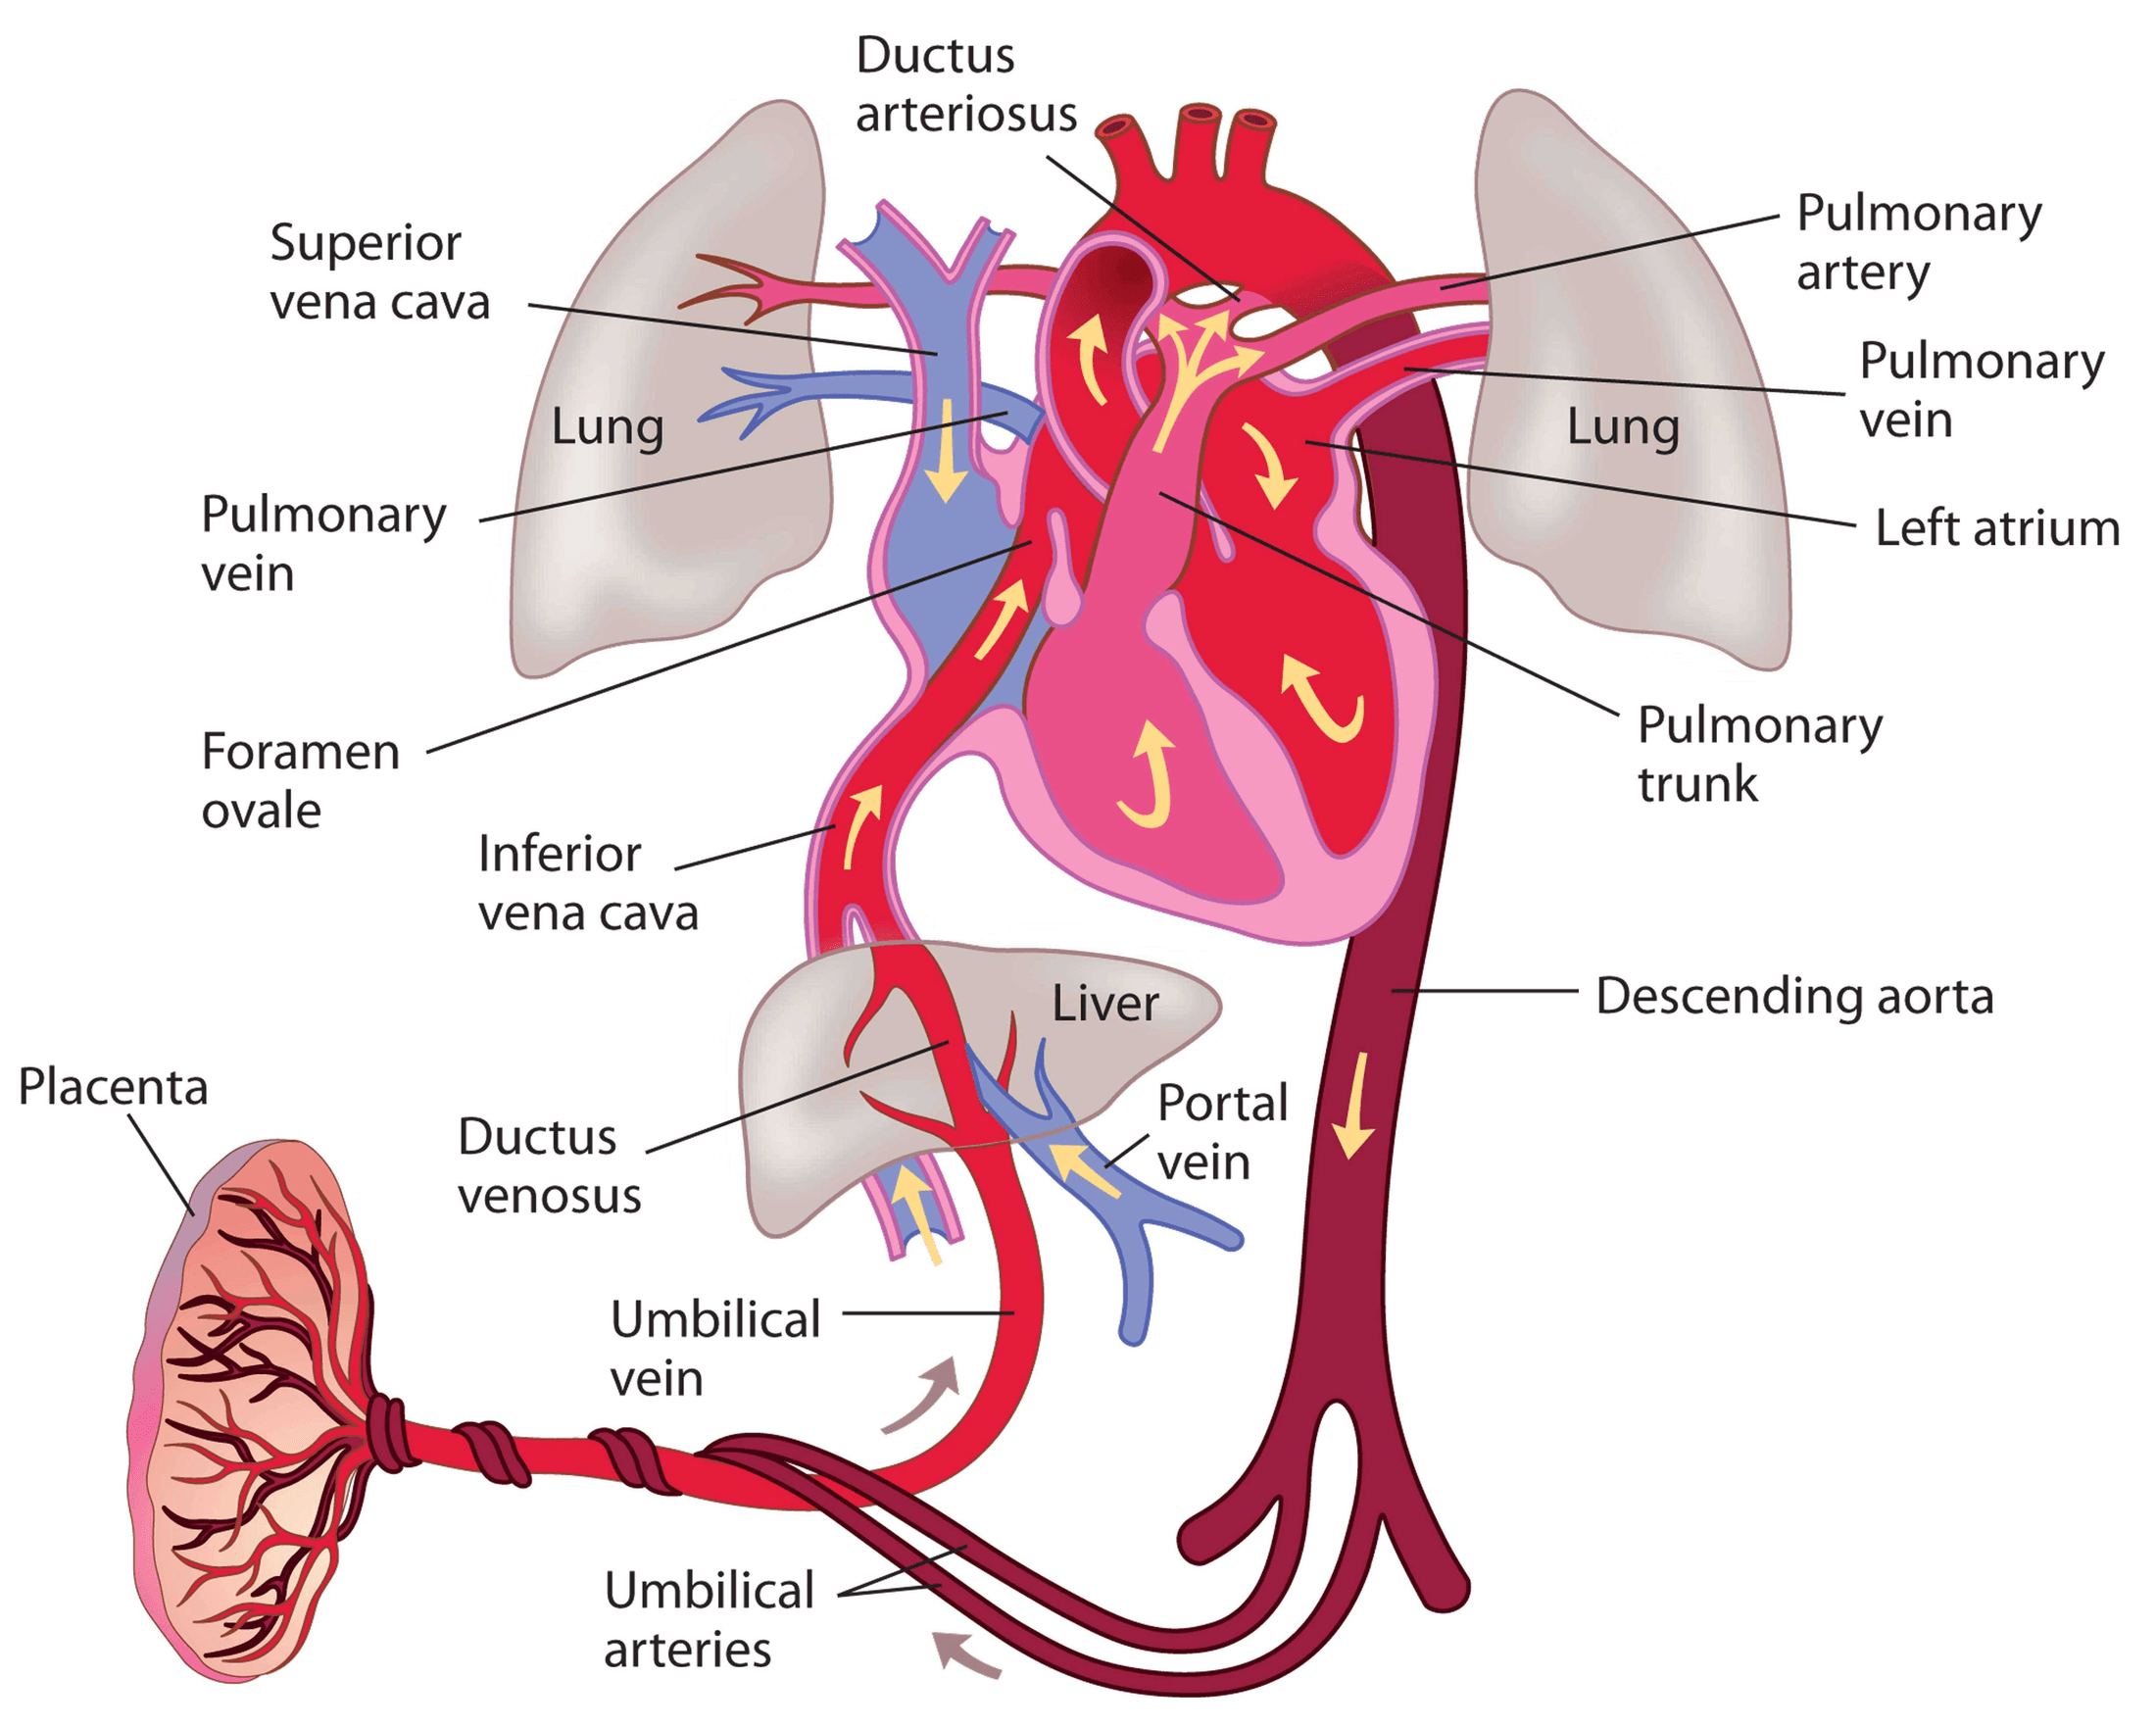 Ductus
arteriosus
Superior
vena cava
Pulmonary
artery
Pulmonary
vein
Lung
Lung
Pulmonary
vein
Left atrium
Foramen
ovale
Pulmonary
trunk
Inferior
vena cava
Descending aorta
Liver
Placenta
Ductus
venosus
Portal
vein
Umbilical
vein
Umbilical
arteries